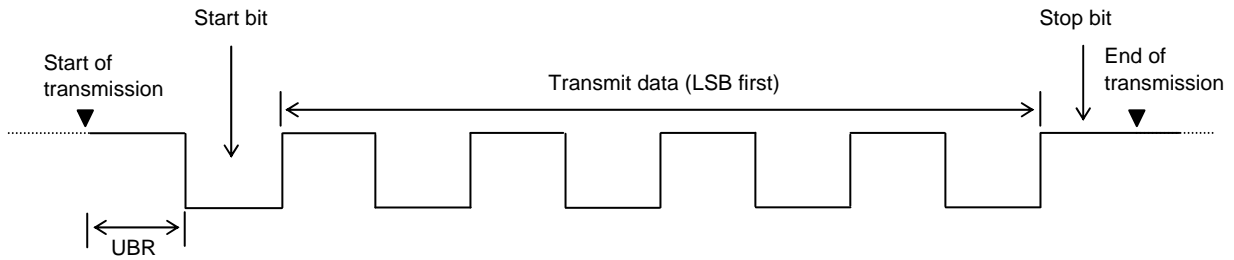 Start bit
Stop bit
Start of
transmission
Transmit data (LSB first)
End of
transmission
UBR